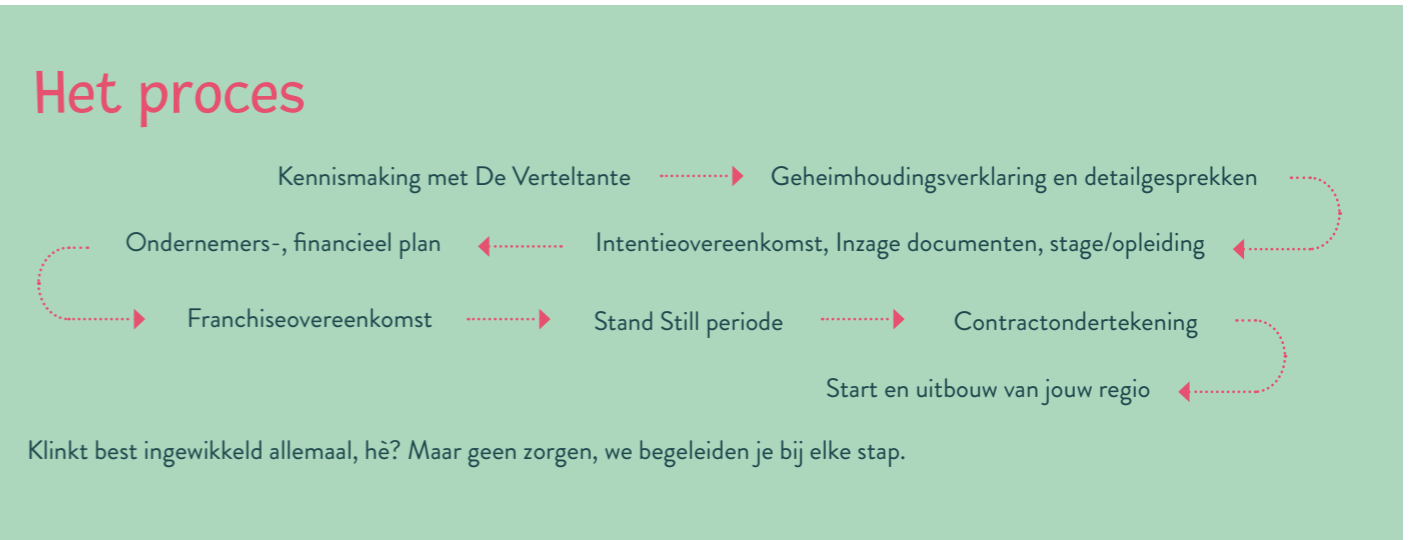 Het proces
Kennismaking met De Verteltante
Geheimhoudingsverklaring en detailgesprekken
Intentieovereenkomst, Inzage documenten, stage/opleiding
Ondernemers-, financieel plan
Franchiseovereenkomst
Stand Still periode
Contractondertekening
Start en uitbouw van jouw regio
Klinkt best ingewikkeld allemaal, hè? Maar geen zorgen, we begeleiden je bij elke stap.